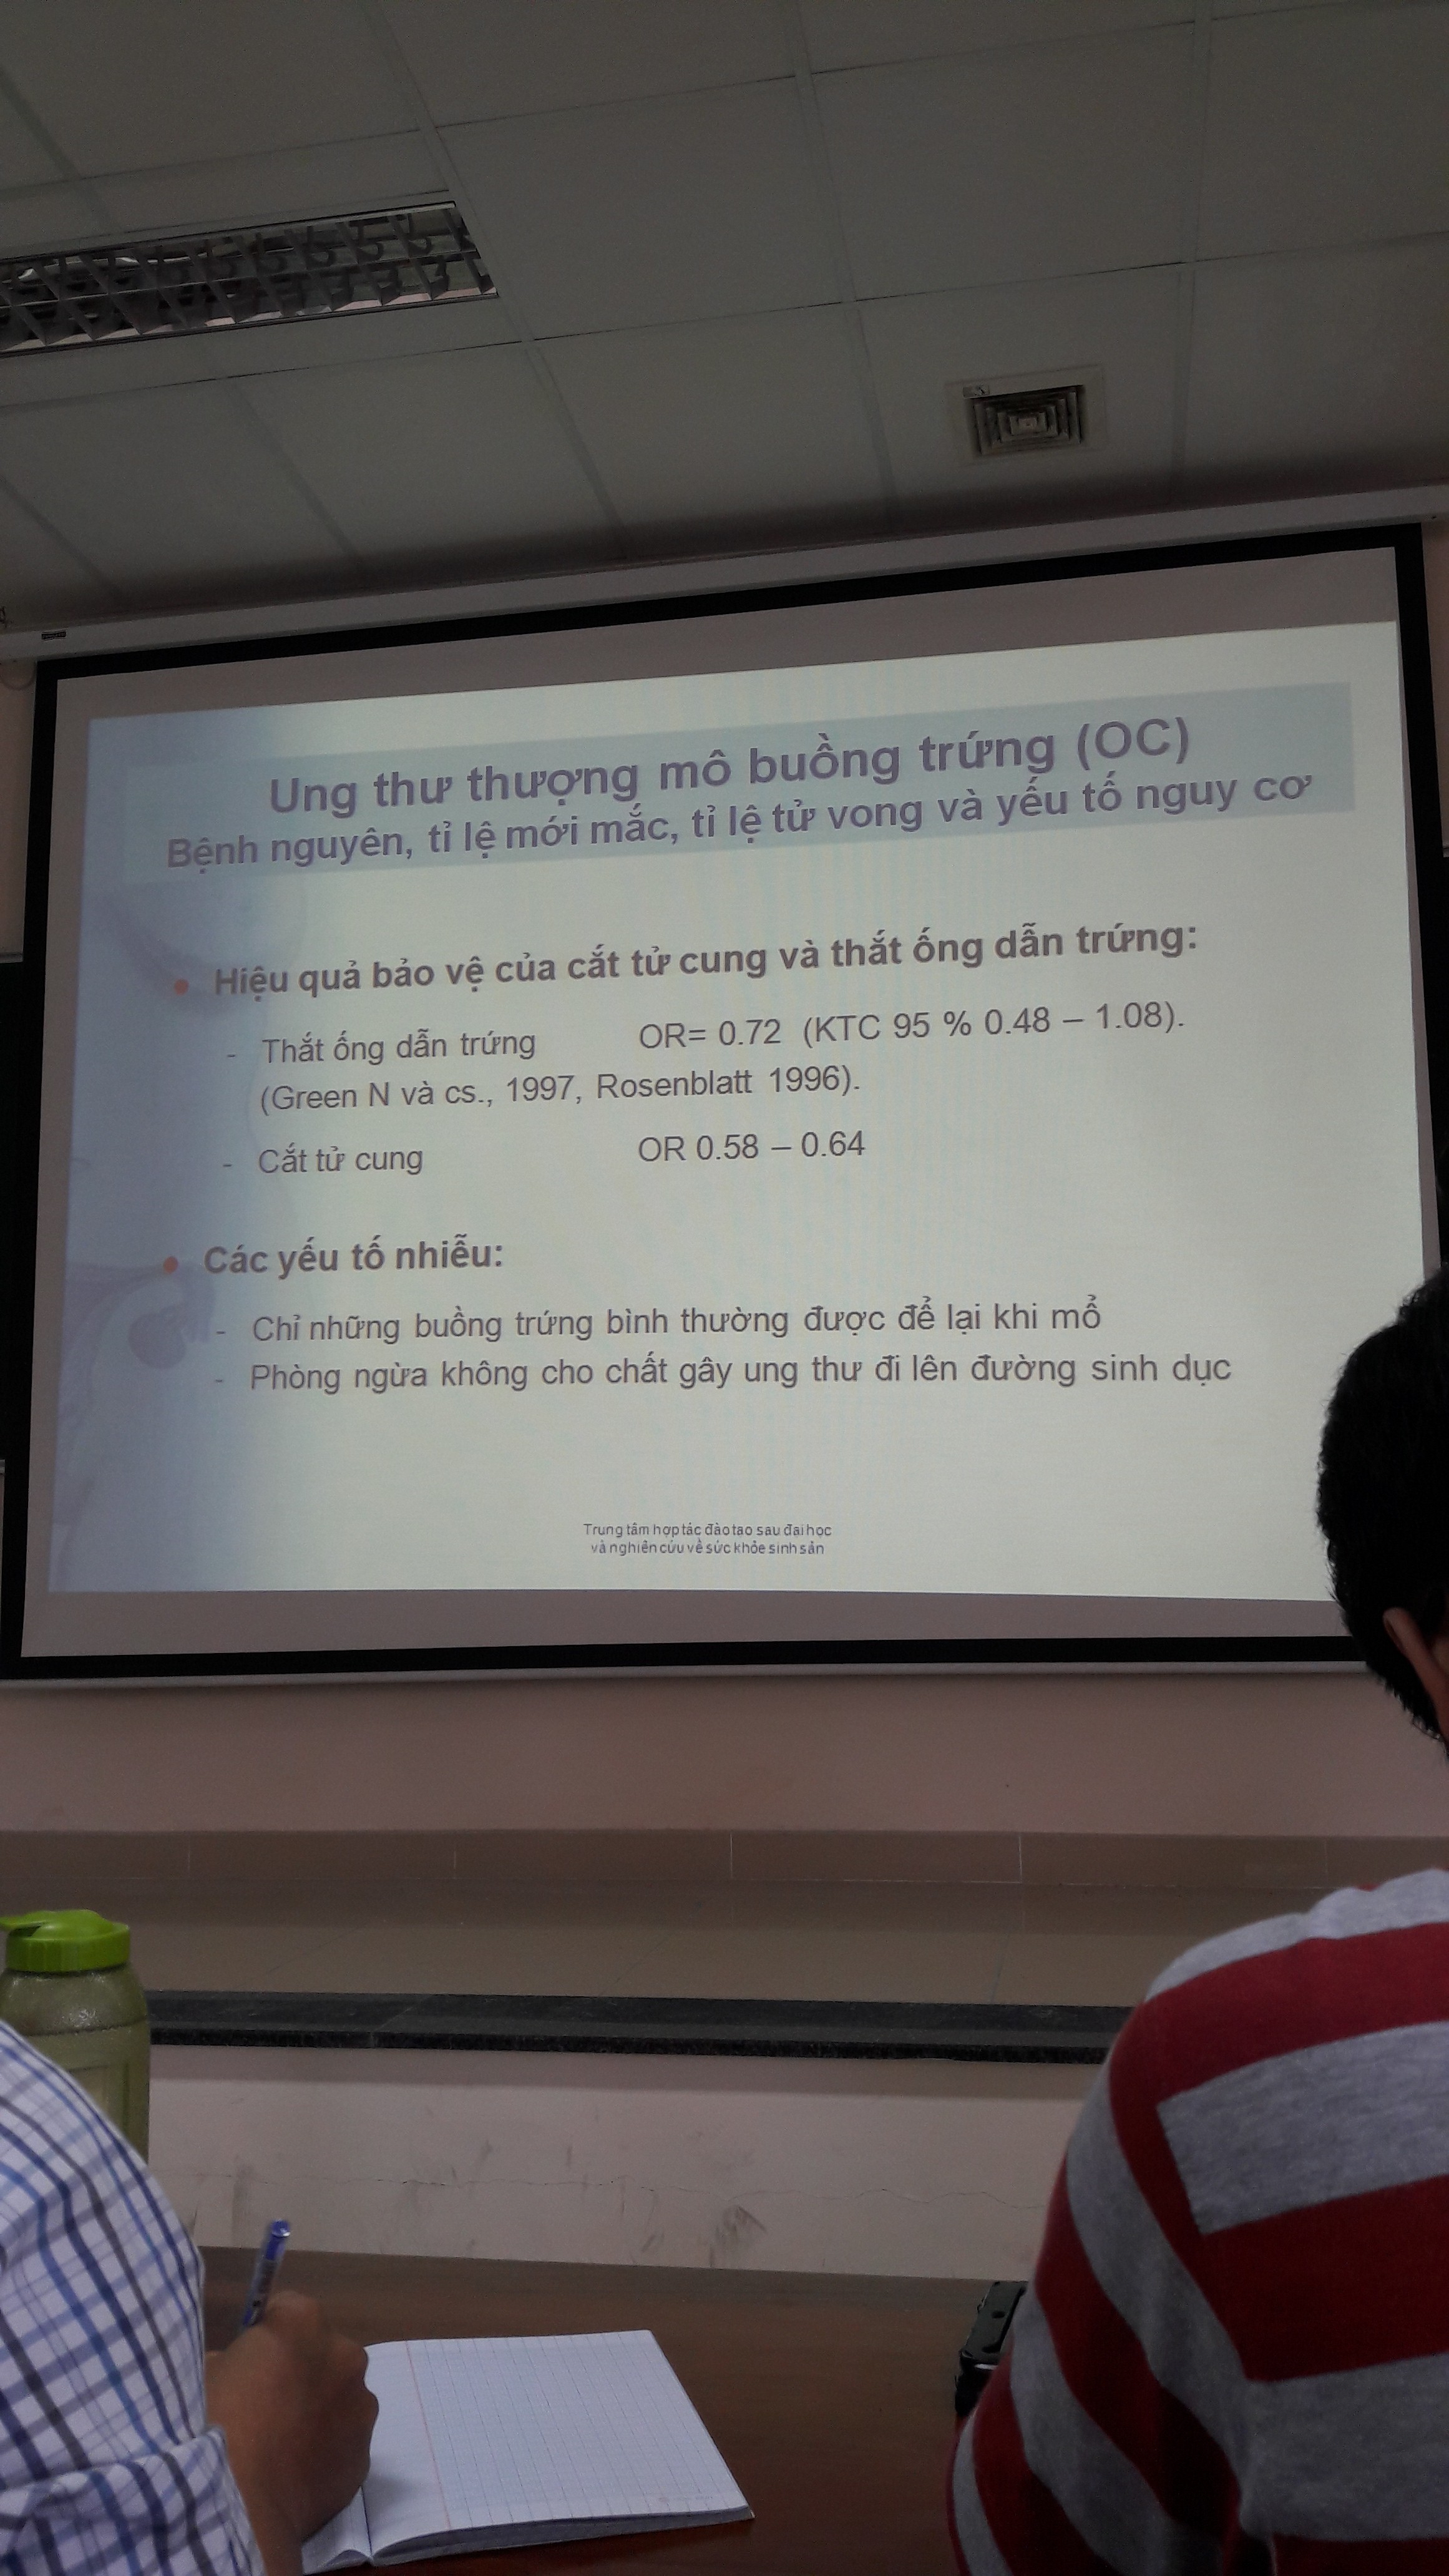 Ung thư thượng mô buồng trứng (OC)
Bệnh nguyên, tỉ lệ mới mắc, tỉ lệ tử vong và yếu tố nguy cơ
• Hiệu quả bảo vệ của cắt tử cung và thắt ống dẫn trứng:
- Thắt ống dẫn trứng OR= 0.72 (KTC 95 % 0.48 – 1.08).
(Green N và cs., 1997, Rosenblatt 1996).
- Cắt tử cung OR 0.58 – 0.64
• Các yếu tố nhiễu:
- Chỉ những buồng trứng bình thường được để lại khi mổ
- Phòng ngừa không cho chất gây ung thư đi lên đường sinh dục
Trung tâm hợp tác đào tạo sau đại học
và nghiên cứu về sức khỏe sinh sản